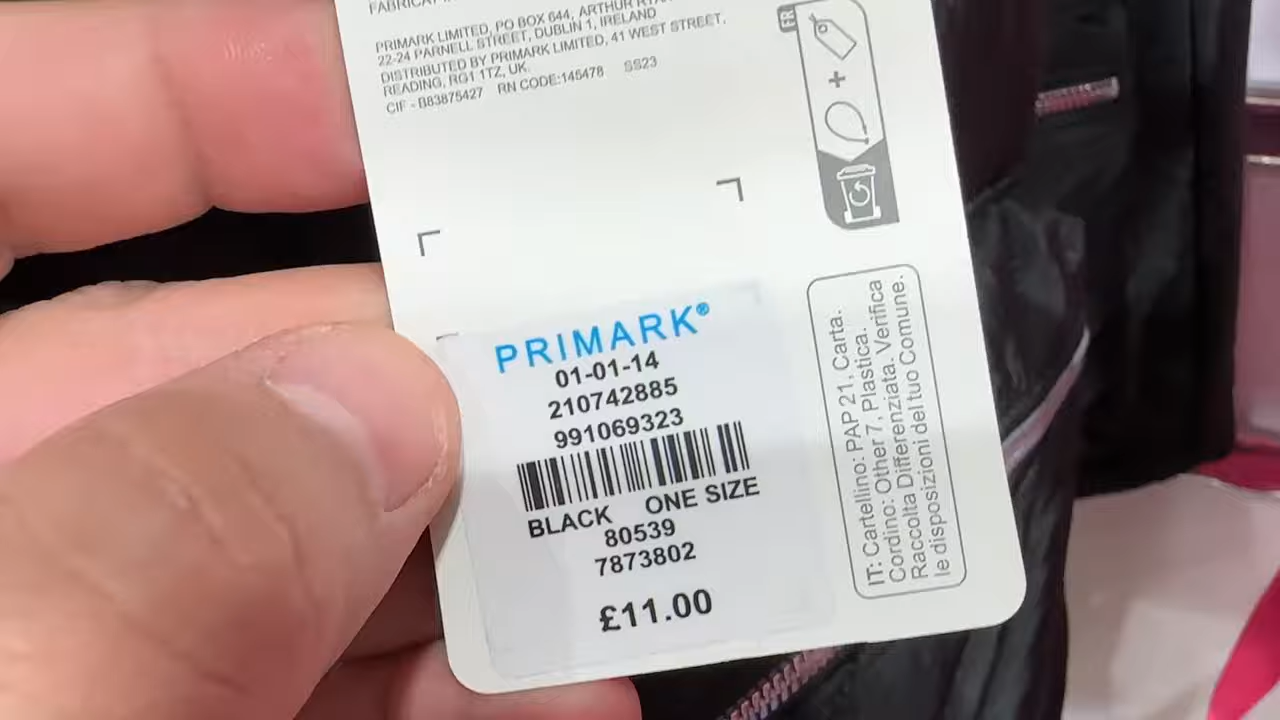 PRIMARK LIMITED, PO BOX 644, ARTHUR
22-24 PARNELL STREET, DUBLIN 1, IRELAND
DISTRIBUTED BY PRIMARK LIMITED, 41 WEST STREET,
READING, RG1 1TZ, UK.
CIF - B83875427 RN CODE:145478 SS23
FR
PRIMARK®
01-01-14
210742885
991069323
BLACK ONE SIZE
80539
7873802
£11.00
IT: Cartellino: PAP 21, Carta.
Cordino: Other 7, Plastica.
Raccolta Differenziata. Verifica
le disposizioni del tuo Comune.